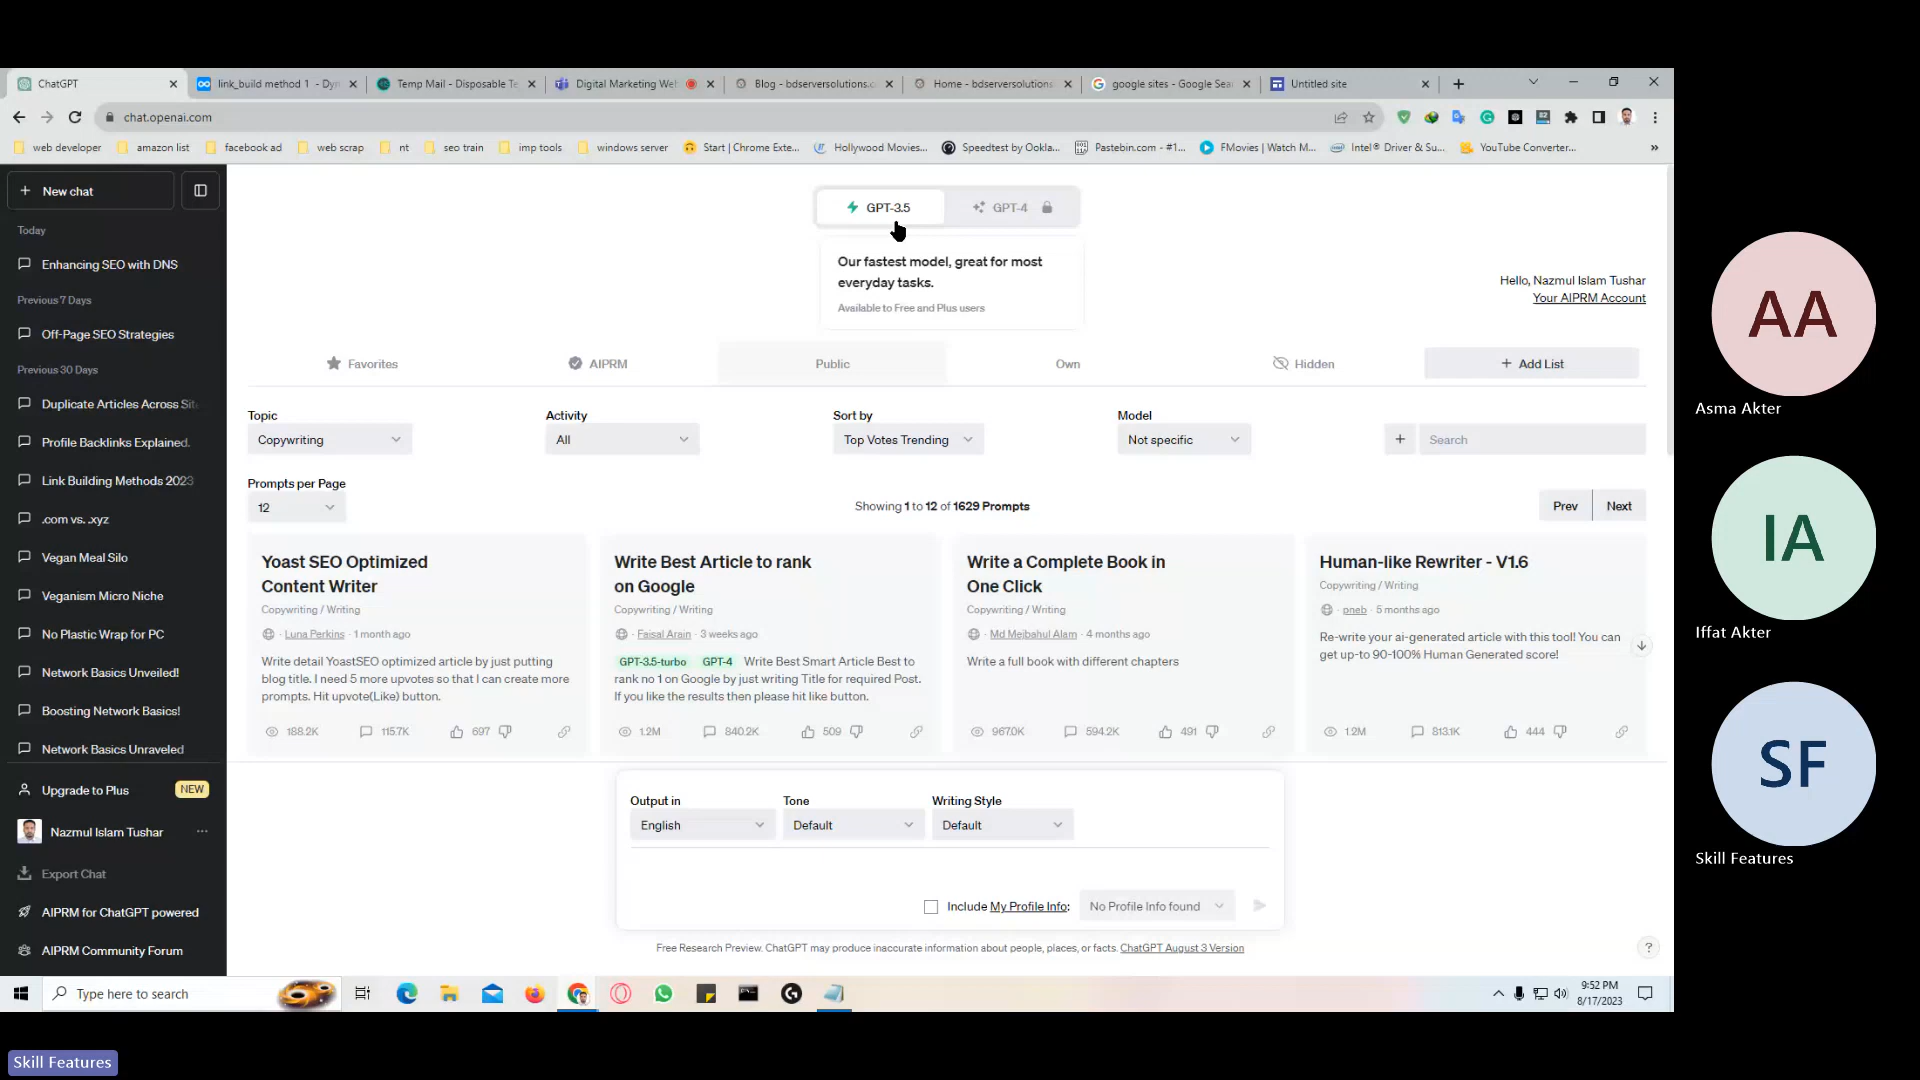 ChatGPT
link_build method 1 - Dyn
Temp Mail - Disposable Te
Digital Marketing Web
Blog - bdserversolutions.c
Home - bdserversolutions
google sites - Google Sea
Untitled site
chat.openai.com
web developer
amazon list
facebook ad
web scrap
nt
seo train
imp tools
windows server
Start | Chrome Exte...
Hollywood Movies...
Speedtest by Ookla...
Pastebin.com - #1...
FMovies | Watch M...
Intel® Driver & Su...
YouTube Converter...
»
New chat
Today
Enhancing SEO with DNS
Previous 7 Days
Off-Page SEO Strategies
Previous 30 Days
Duplicate Articles Across Site
Profile Backlinks Explained.
Link Building Methods 2023
.com vs. .xyz
Vegan Meal Silo
Veganism Micro Niche
No Plastic Wrap for PC
Network Basics Unveiled!
Boosting Network Basics!
Network Basics Unraveled
Upgrade to Plus
NEW
Nazmul Islam Tushar
Export Chat
AIPRM for ChatGPT powered
AIPRM Community Forum
GPT-3.5
GPT-4
Our fastest model, great for most
everyday tasks.
Available to Free and Plus users
Hello, Nazmul Islam Tushar
Your AIPRM Account
Favorites
AIPRM
Public
Own
Hidden
+ Add List
Topic
Copywriting
Activity
All
Sort by
Top Votes Trending
Model
Not specific
+
Search
Prompts per Page
12
Showing 1 to 12 of 1629 Prompts
Prev
Next
Yoast SEO Optimized
Content Writer
Copywriting / Writing
· Luna Perkins · 1 month ago
Write detail YoastSEO optimized article by just putting
blog title. I need 5 more upvotes so that I can create more
prompts. Hit upvote(Like) button.
188.2K
115.7K
697
Write Best Article to rank
on Google
Copywriting / Writing
· Faisal Arain · 3 weeks ago
GPT-3.5-turbo GPT-4 Write Best Smart Article Best to
rank no 1 on Google by just writing Title for required Post.
If you like the results then please hit like button.
1.2M
840.2K
509
Write a Complete Book in
One Click
Copywriting / Writing
· Md Mejbahul Alam · 4 months ago
Write a full book with different chapters
967.0K
594.2K
491
Human-like Rewriter - V1.6
Copywriting / Writing
· pneb · 5 months ago
Re-write your ai-generated article with this tool! You can
get up-to 90-100% Human Generated score!
1.2M
813.1K
444
Output in
English
Tone
Default
Writing Style
Default
Include My Profile Info:
No Profile Info found
Free Research Preview. ChatGPT may produce inaccurate information about people, places, or facts. ChatGPT August 3 Version
?
Type here to search
9:52 PM
8/17/2023
AA
Asma Akter
IA
Iffat Akter
SF
Skill Features
Skill Features